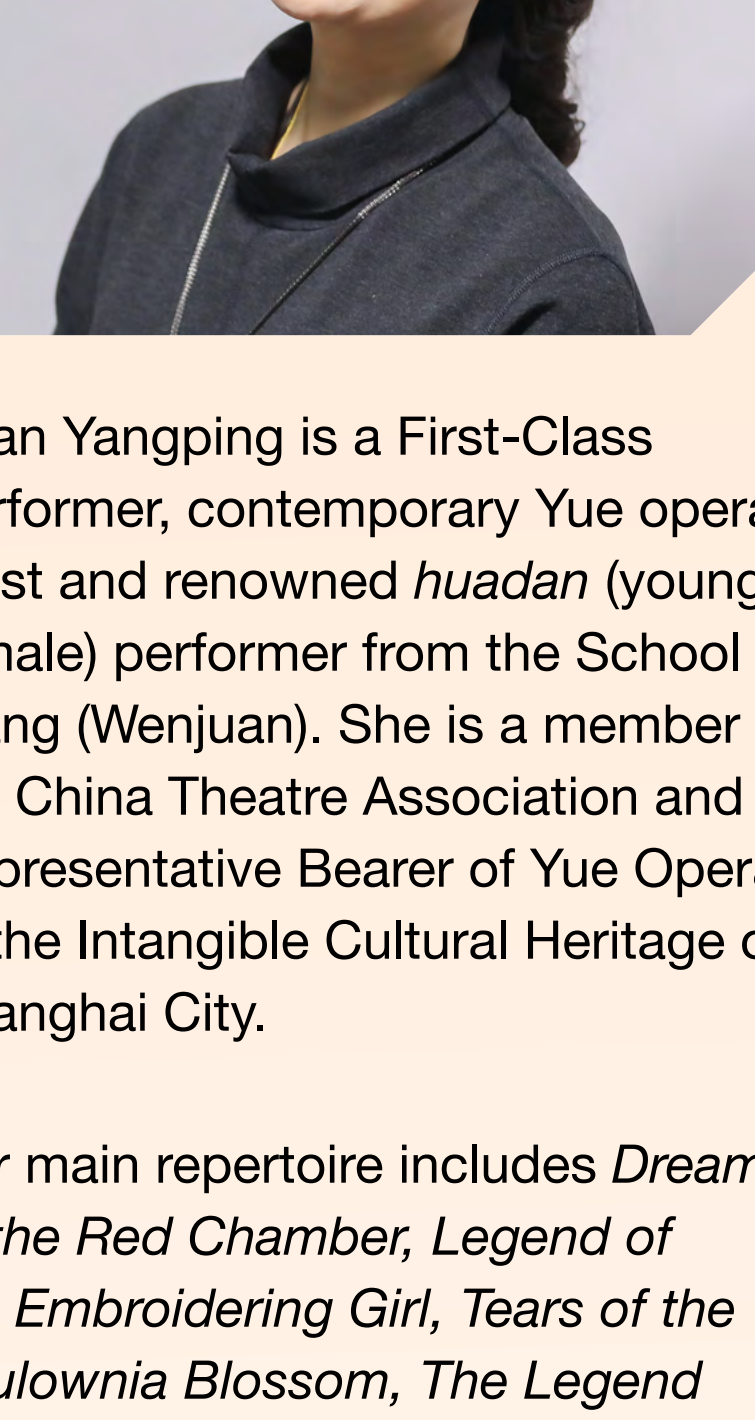 an Yangping is a First-Class
rformer, contemporary Yue opera
st and renowned huadan (young
male) performer from the School
ang (Wenjuan). She is a member
China Theatre Association and
presentative Bearer of Yue Opera
the Intangible Cultural Heritage o
anghai City.
r main repertoire includes Dream
the Red Chamber, Legend of
Embroidering Girl, Tears of the
ulownia Blossom, The Legend